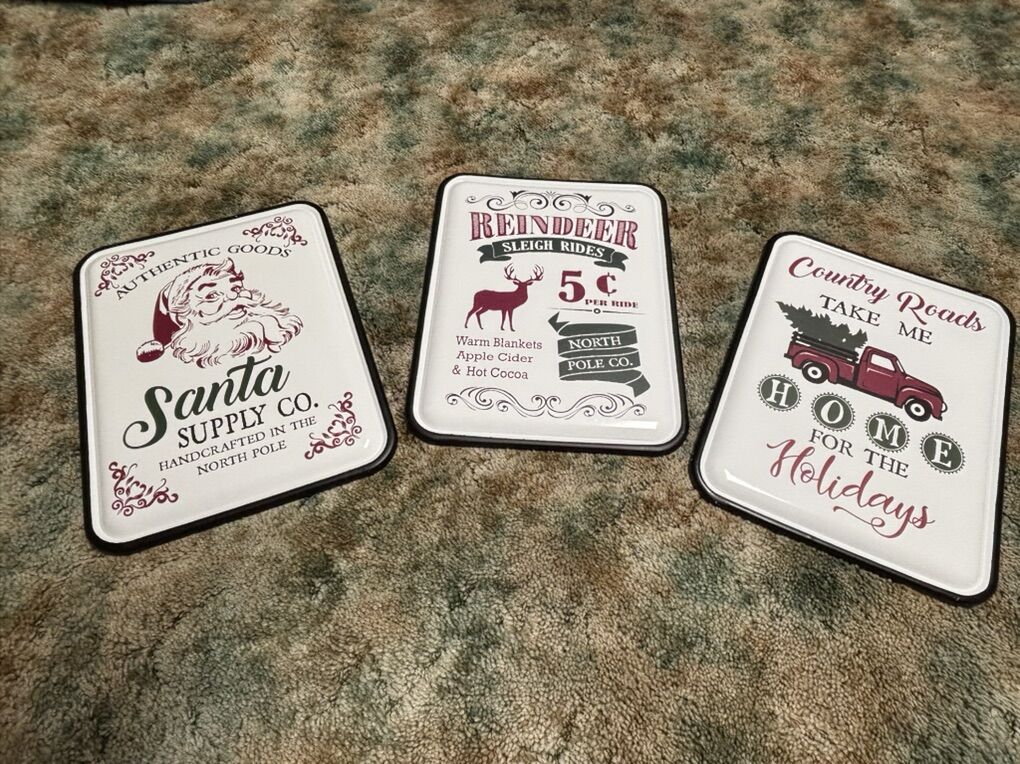 AUTHENTIC GOODS
Santa
SUPPLY CO.
HANDCRAFTED IN THE
NORTH POLE
REINDEER
SLEIGH RIDES
5¢
PER RIDE
Warm Blankets
Apple Cider
& Hot Cocoa
NORTH
POLE CO.
Country Roads
TAKE ME
HOME
FOR THE
Holidays